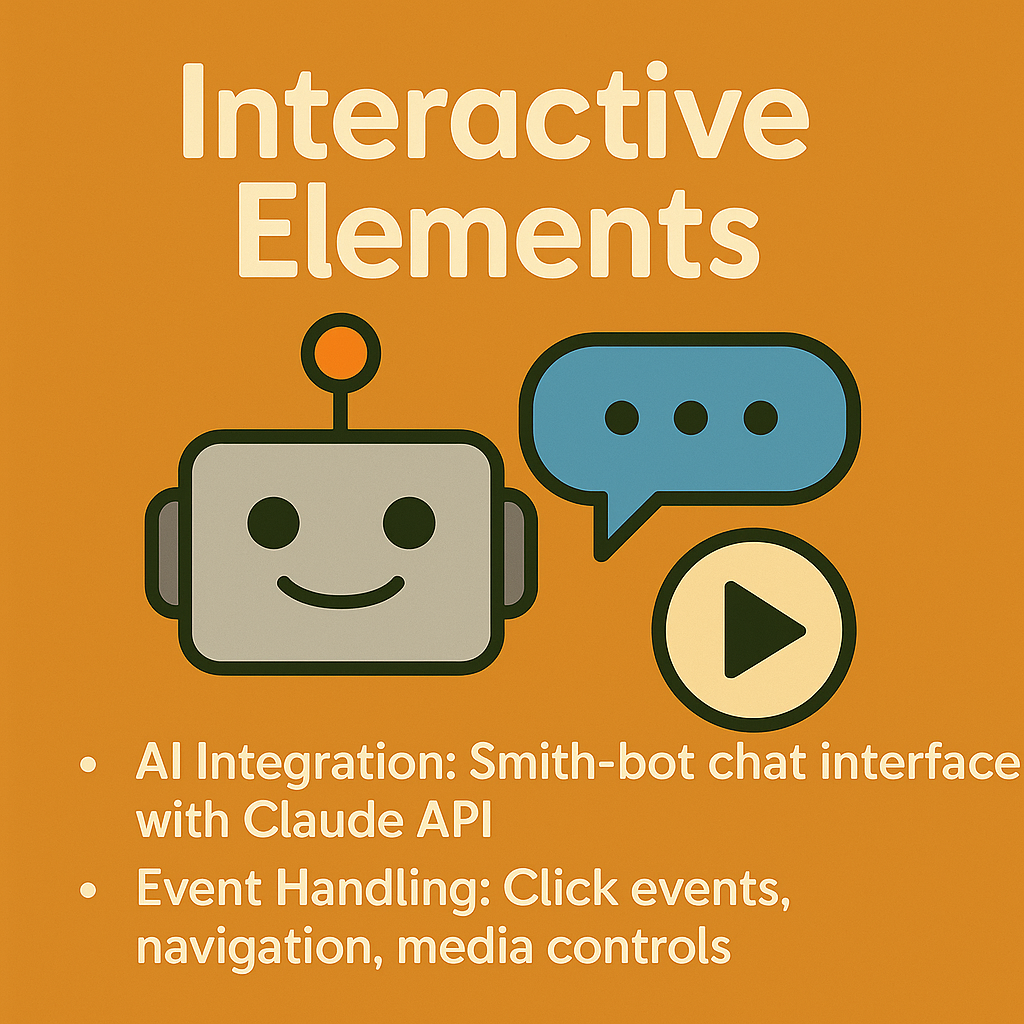 Interactive
Elements
• AI Integration: Smith-bot chat interface
with Claude API
• Event Handling: Click events,
navigation, media controls